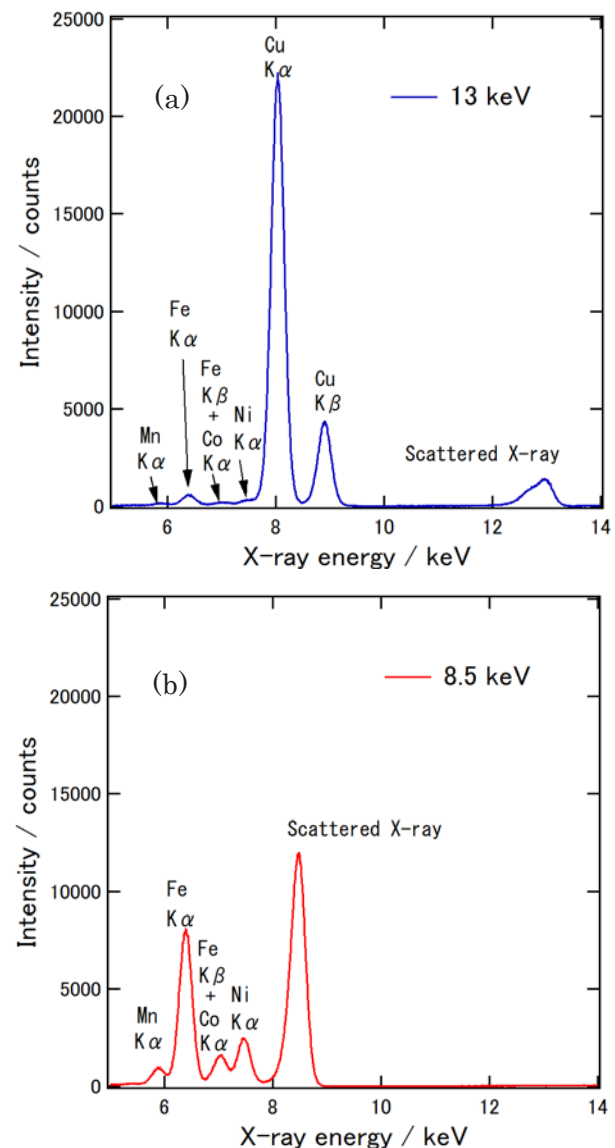 25000
20000
15000
10000
5000
0
Intensity / counts
(a)
Cu
Kα
13 keV
Fe
Kα
Fe
Kβ
+
Co
Kα
Ni
Kα
Mn
Kα
Cu
Kβ
Scattered X-ray
6 8 10 12 14
X-ray energy / keV
25000
20000
15000
10000
5000
0
Intensity / counts
(b)
8.5 keV
Scattered X-ray
Fe
Kα
Fe
Kβ
+
Co
Kα
Ni
Kα
Mn
Kα
6 8 10 12 14
X-ray energy / keV